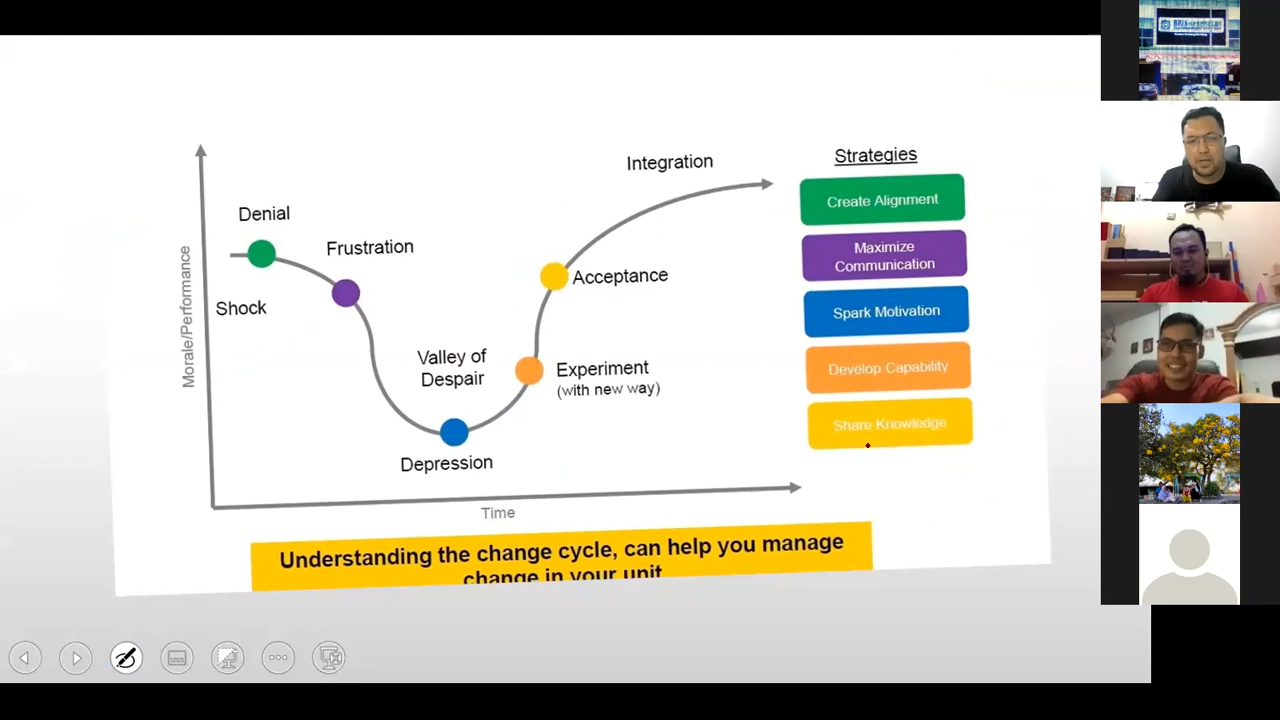 Integration
Strategies
Create Alignment
Denial
Frustration
Maximize
Communication
Acceptance
Shock
Spark Motivation
Morale/Performance
Valley of
Despair
Experiment
(with new way)
Develop Capability
Share Knowledge
Depression
Time
Understanding the change cycle, can help you manage
change in your unit